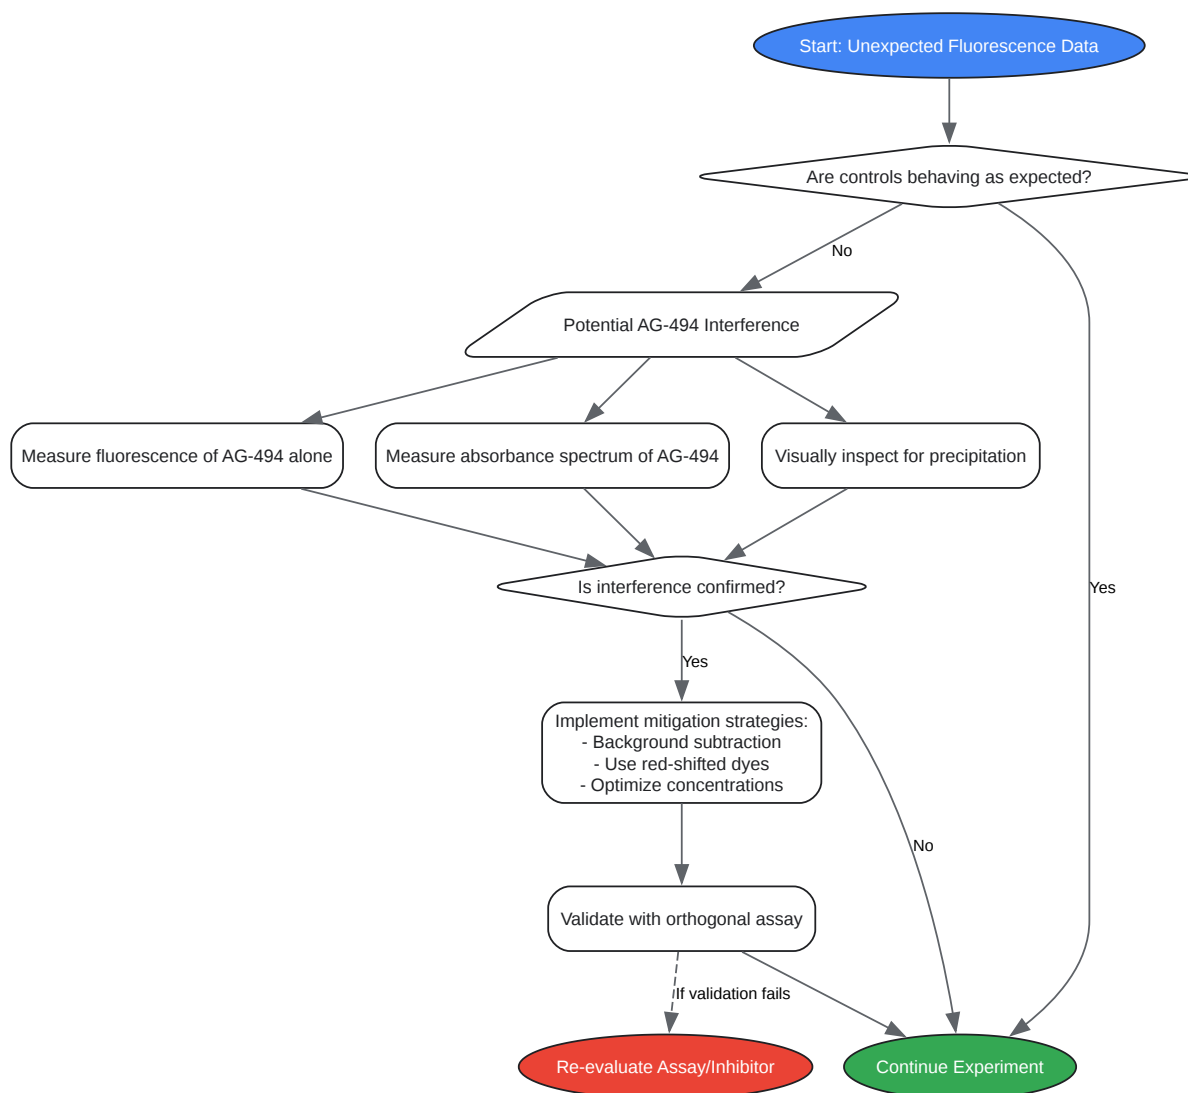 Start: Unexpected Fluorescence Data
Are controls behaving as expected?
No
Potential AG-494 Interference
Measure fluorescence of AG-494 alone
Measure absorbance spectrum of AG-494
Visually inspect for precipitation
Is interference confirmed?
Yes
Yes
Implement mitigation strategies:
- Background subtraction
- Use red-shifted dyes
- Optimize concentrations
No
Validate with orthogonal assay
If validation fails
Re-evaluate Assay/Inhibitor
Continue Experiment